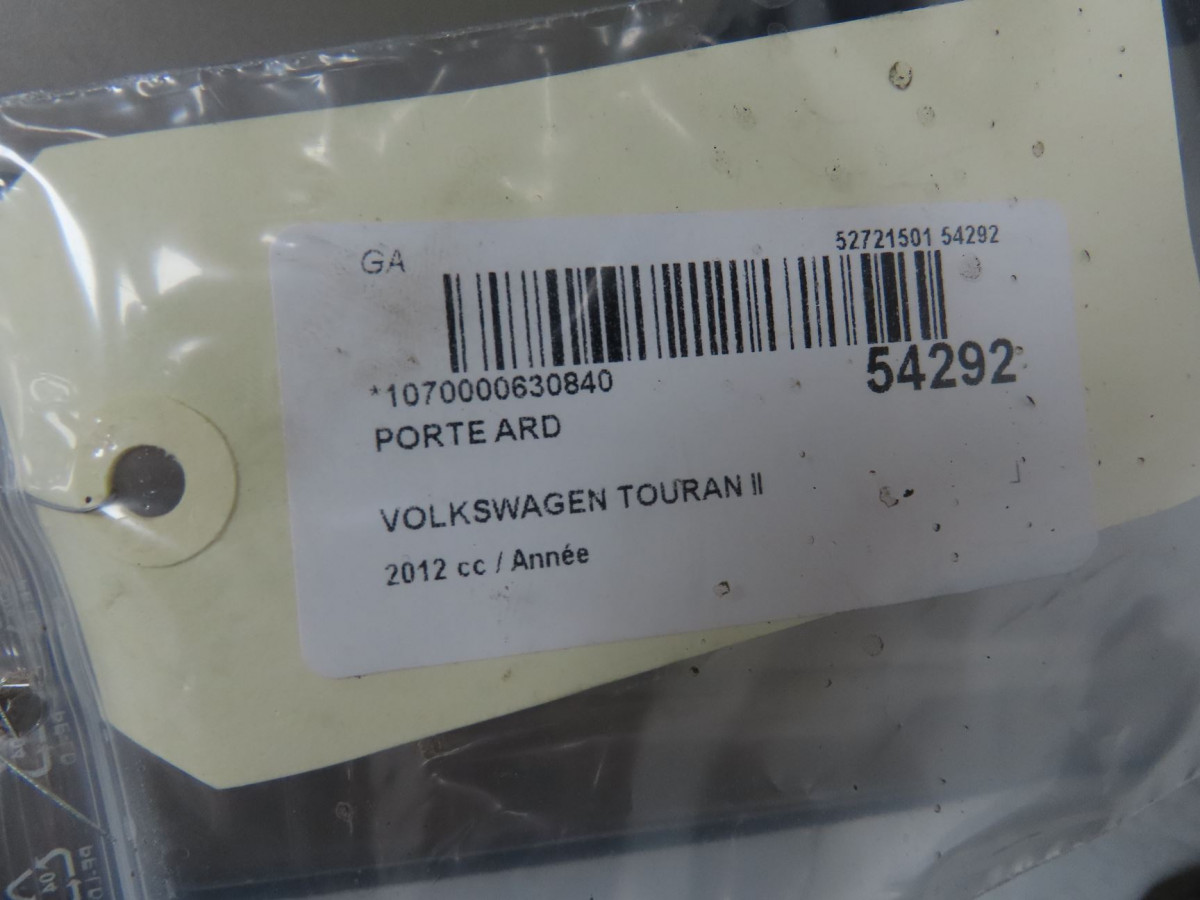 GA
52721501 54292
*1070000630840
54292
PORTE ARD
VOLKSWAGEN TOURAN II
2012 cc / Année